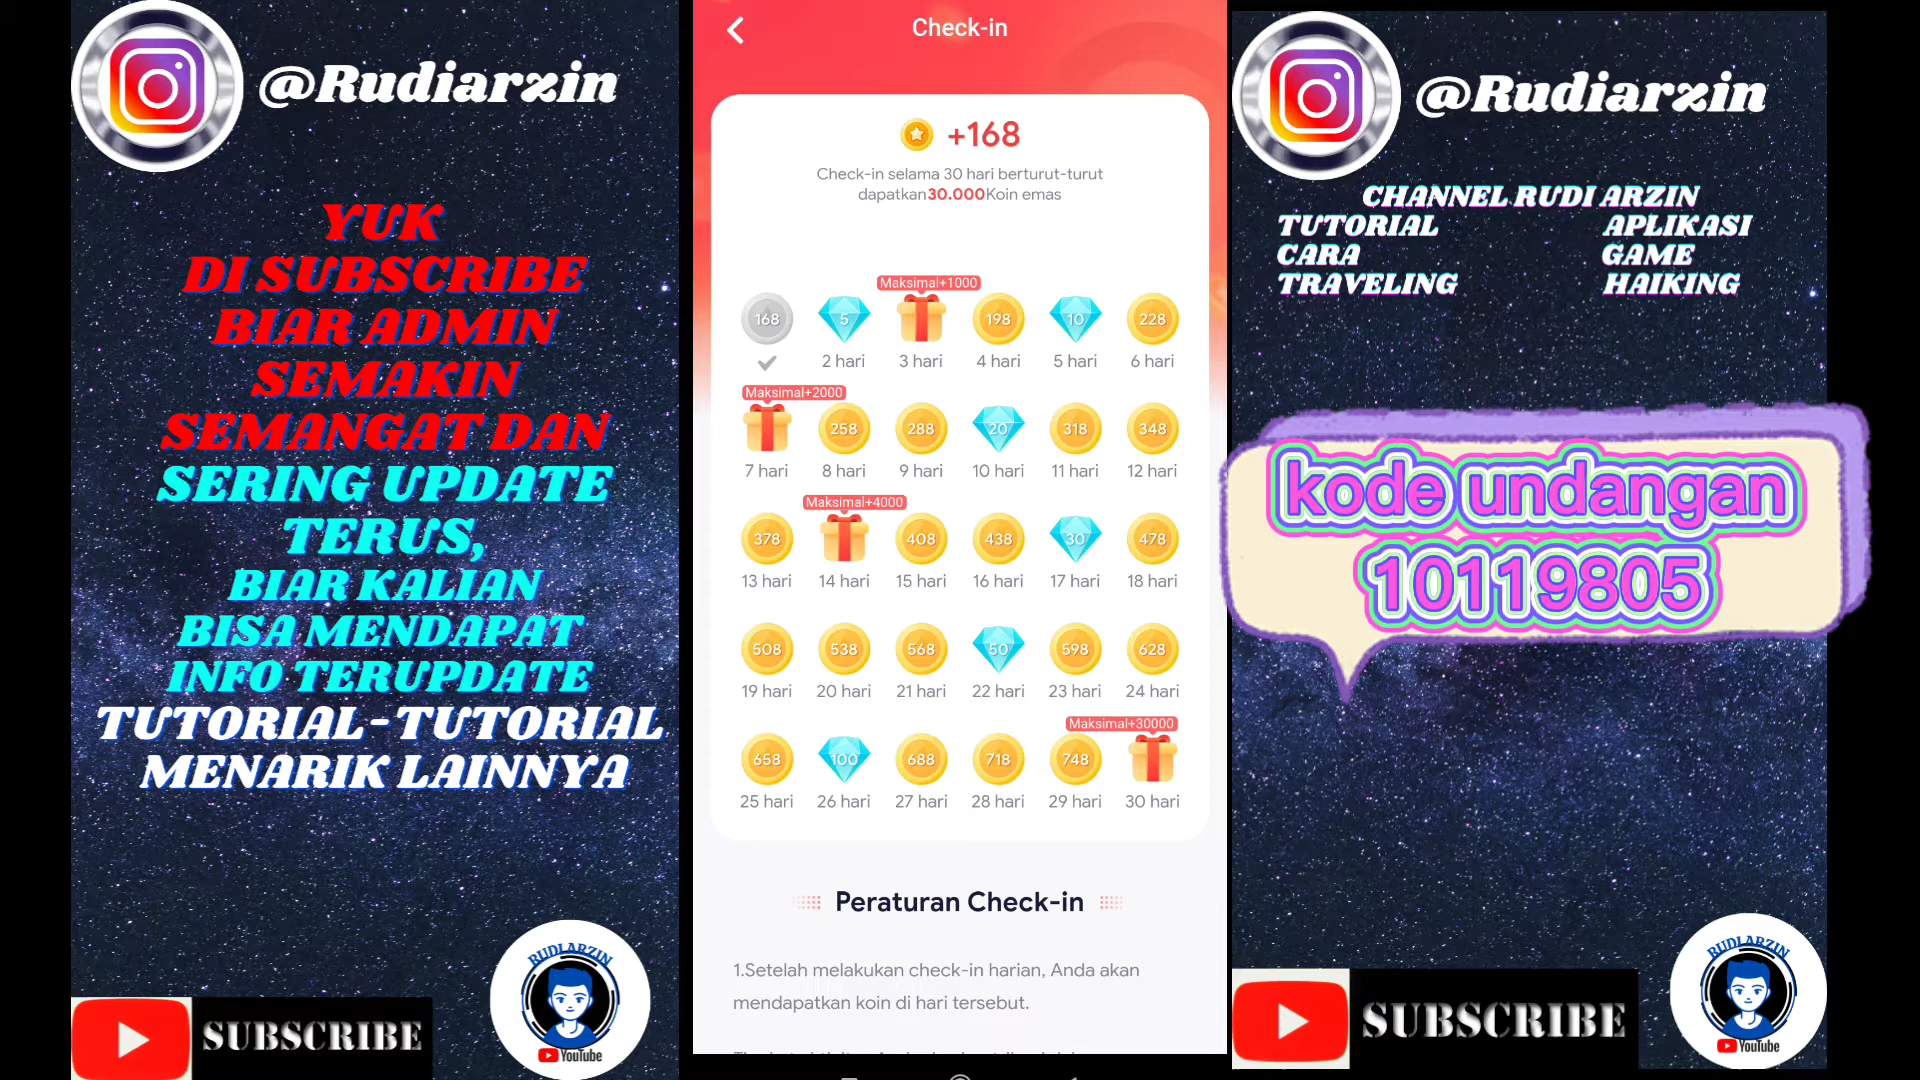 @Rudiarzin
YUK
DI SUBSCRIBE
BIAR ADMIN
SEMAKIN
SEMANGAT DAN
SERING UPDATE
TERUS,
BIAR KALIAN
BISA MENDAPAT
INFO TERUPDATE
TUTORIAL-TUTORIAL
MENARIK LAINNYA
SUBSCRIBE
RUDI ARZIN
YouTube
Check-in
+168
Check-in selama 30 hari berturut-turut
dapatkan30.000Koin emas
Maksimal+1000
168 5 198 10 228
2 hari 3 hari 4 hari 5 hari 6 hari
Maksimal+2000
258 288 20 318 348
7 hari 8 hari 9 hari 10 hari 11 hari 12 hari
Maksimal+4000
378 408 438 30 478
13 hari 14 hari 15 hari 16 hari 17 hari 18 hari
508 538 568 50 598 628
19 hari 20 hari 21 hari 22 hari 23 hari 24 hari
Maksimal+30000
658 100 688 718 748
25 hari 26 hari 27 hari 28 hari 29 hari 30 hari
Peraturan Check-in
1.Setelah melakukan check-in harian, Anda akan
mendapatkan koin di hari tersebut.
@Rudiarzin
CHANNEL RUDI ARZIN
TUTORIAL APLIKASI
CARA GAME
TRAVELING HAIKING
kode undangan
10119805
SUBSCRIBE
RUDI ARZIN
YouTube